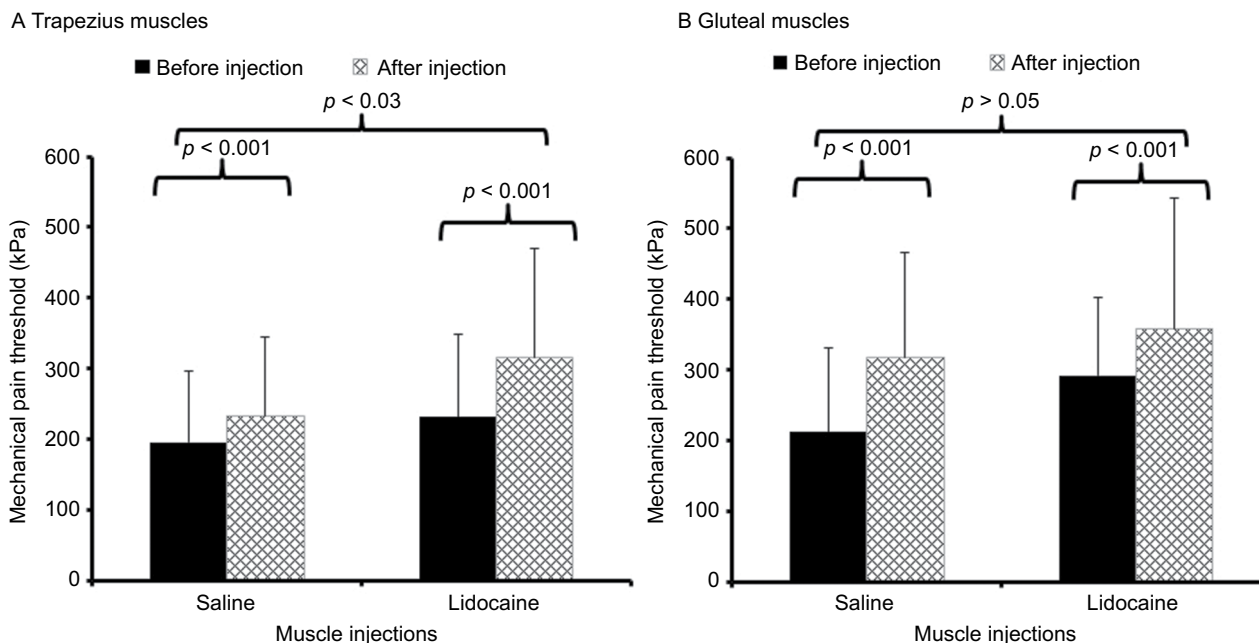 A Trapezius muscles
Before injection After injection
p < 0.03
p < 0.001
p < 0.001
600
500
400
300
200
100
0
Mechanical pain threshold (kPa)
Saline Lidocaine
Muscle injections
B Gluteal muscles
Before injection After injection
p > 0.05
p < 0.001 p < 0.001
600
500
400
300
200
100
0
Mechanical pain threshold (kPa)
Saline Lidocaine
Muscle injections